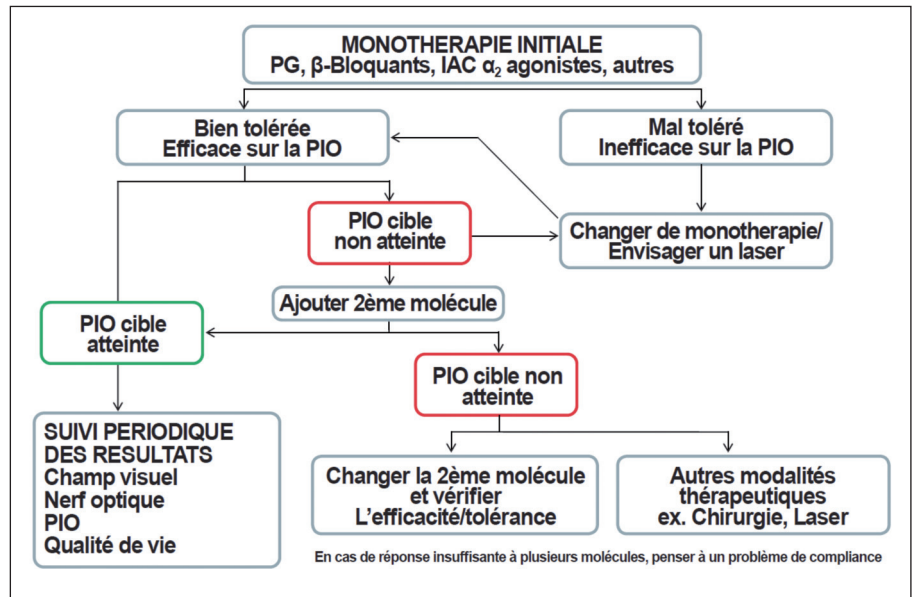 MONOTHERAPIE INITIALE
PG, β-Bloquants, IAC α₂ agonistes, autres
Bien tolérée
Efficace sur la PIO
Mal toléré
Inefficace sur la PIO
PIO cible
non atteinte
Changer de monotherapie/
Envisager un laser
Ajouter 2ème molécule
PIO cible
atteinte
PIO cible non
atteinte
SUIVI PERIODIQUE
DES RESULTATS
Champ visuel
Nerf optique
PIO
Qualité de vie
Changer la 2ème molécule
et vérifier
L'efficacité/tolérance
Autres modalités
thérapeutiques
ex. Chirurgie, Laser
En cas de réponse insuffisante à plusieurs molécules, penser à un problème de compliance